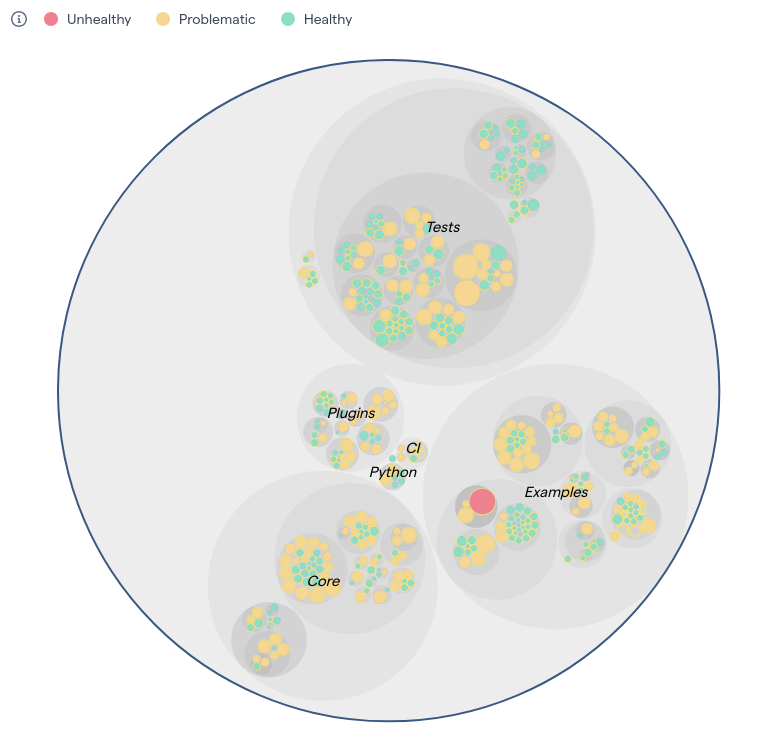 Unhealthy Problematic Healthy
Tests
Plugins
CI
Python
Examples
Core